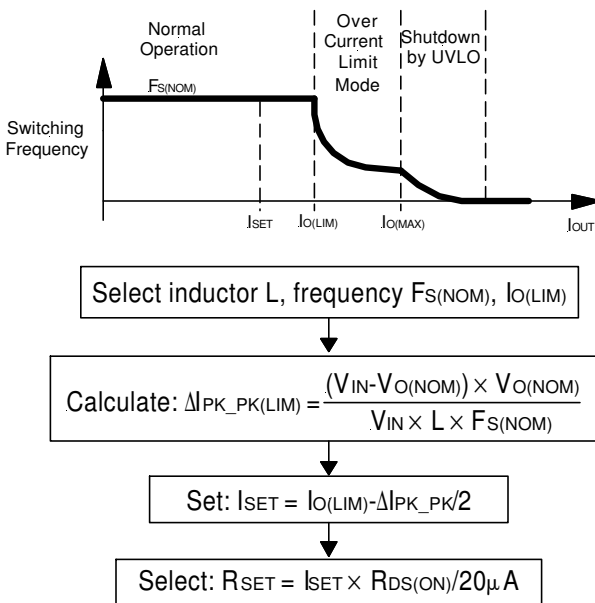 Normal
Operation
Over
Current
Limit
Mode
Shutdown
by UVLO
FS(NOM)
Switching
Frequency
ISET
IO(LIM)
IO(MAX)
IOUT
Select inductor L, frequency FS(NOM), IO(LIM)
Calculate: ΔIPK_PK(LIM) = (VIN-VO(NOM)) × VO(NOM)
VIN × L × FS(NOM)
Set: ISET = IO(LIM)-ΔIPK_PK/2
Select: RSET = ISET × RDS(ON)/20μA